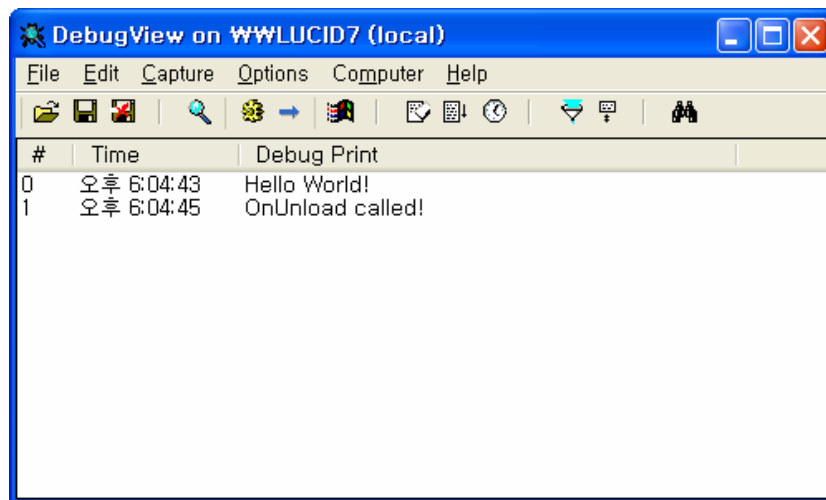 DebugView on ₩₩LUCID7 (local)
File Edit Capture Options Computer Help
# Time Debug Print
0 오후 6:04:43 Hello World!
1 오후 6:04:45 OnUnload called!